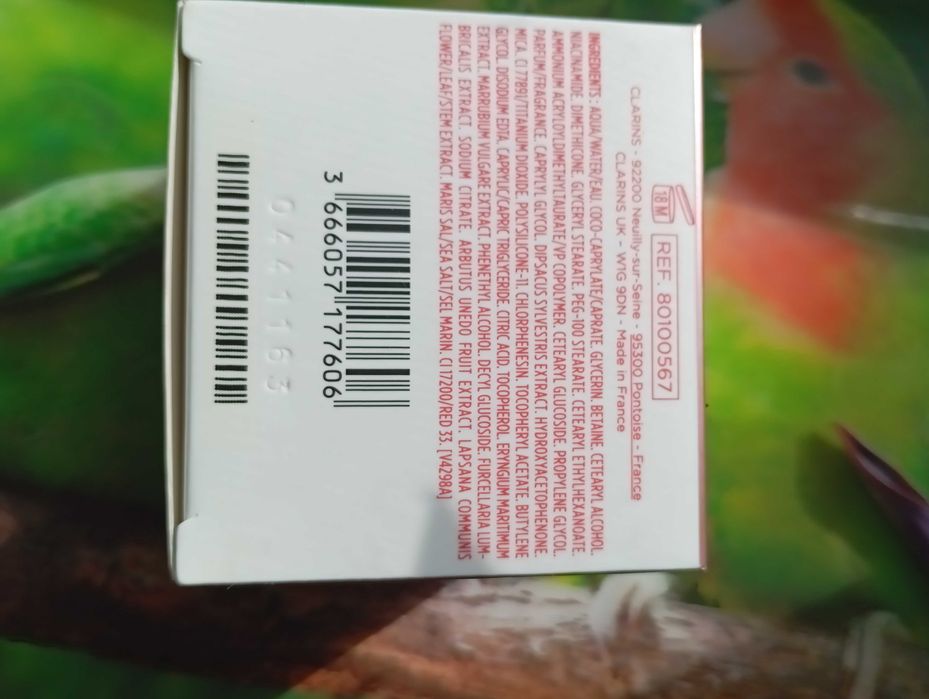 CLARINS - 92200 Neuilly-sur-Seine - 95300 Pontoise - France
CLARINS UK - W1G 9DN - Made in France
18 M
REF. 80100567
INGREDIENTS : AQUA/WATER/EAU. COCO-CAPRYLATE/CAPRATE. GLYCERIN. BETAINE. CETEARYL ALCOHOL.
NIACINAMIDE. DIMETHICONE. GLYCERYL STEARATE. PEG-100 STEARATE. CETEARYL ETHYLHEXANOATE.
AMMONIUM ACRYLOYLDIMETHYLTAURATE/VP COPOLYMER. CETEARYL GLUCOSIDE. PROPYLENE GLYCOL.
PARFUM/FRAGRANCE. CAPRYLYL GLYCOL. DIPSACUS SYLVESTRIS EXTRACT. HYDROXYACETOPHENONE.
MICA. CI 77891/TITANIUM DIOXIDE. POLYSILICONE-11. CHLORPHENESIN. TOCOPHERYL ACETATE. BUTYLENE
GLYCOL. DISODIUM EDTA. CAPRYLIC/CAPRIC TRIGLYCERIDE. CITRIC ACID. TOCOPHEROL. ERYNGIUM MARITIMUM
EXTRACT. MARRUBIUM VULGARE EXTRACT. PHENETHYL ALCOHOL. DECYL GLUCOSIDE. FURCELLARIA LUM-
BRICALIS EXTRACT. SODIUM CITRATE. ARBUTUS UNEDO FRUIT EXTRACT. LAPSANA COMMUNIS
FLOWER/LEAF/STEM EXTRACT. MARIS SAL/SEA SALT/SEL MARIN. CI 17200/RED 33. [V4298A]
3 666057 177606
0441163